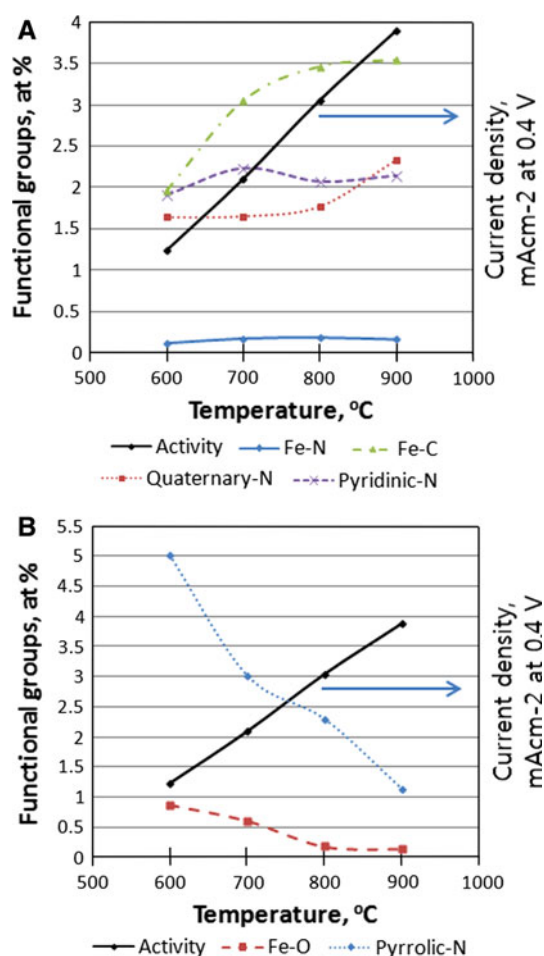 A
4
3.5
3
2.5
2
1.5
1
0.5
0
Functional groups, at %
Current density,
mAcm-2 at 0.4 V
500 600 700 800 900 1000
Temperature, ºC
Activity Fe-N Fe-C
Quaternary-N Pyridinic-N
B
5.5
5
4.5
4
3.5
3
2.5
2
1.5
1
0.5
0
Functional groups, at %
Current density,
mAcm-2 at 0.4 V
500 600 700 800 900 1000
Temperature, ºC
Activity Fe-O Pyrrolic-N